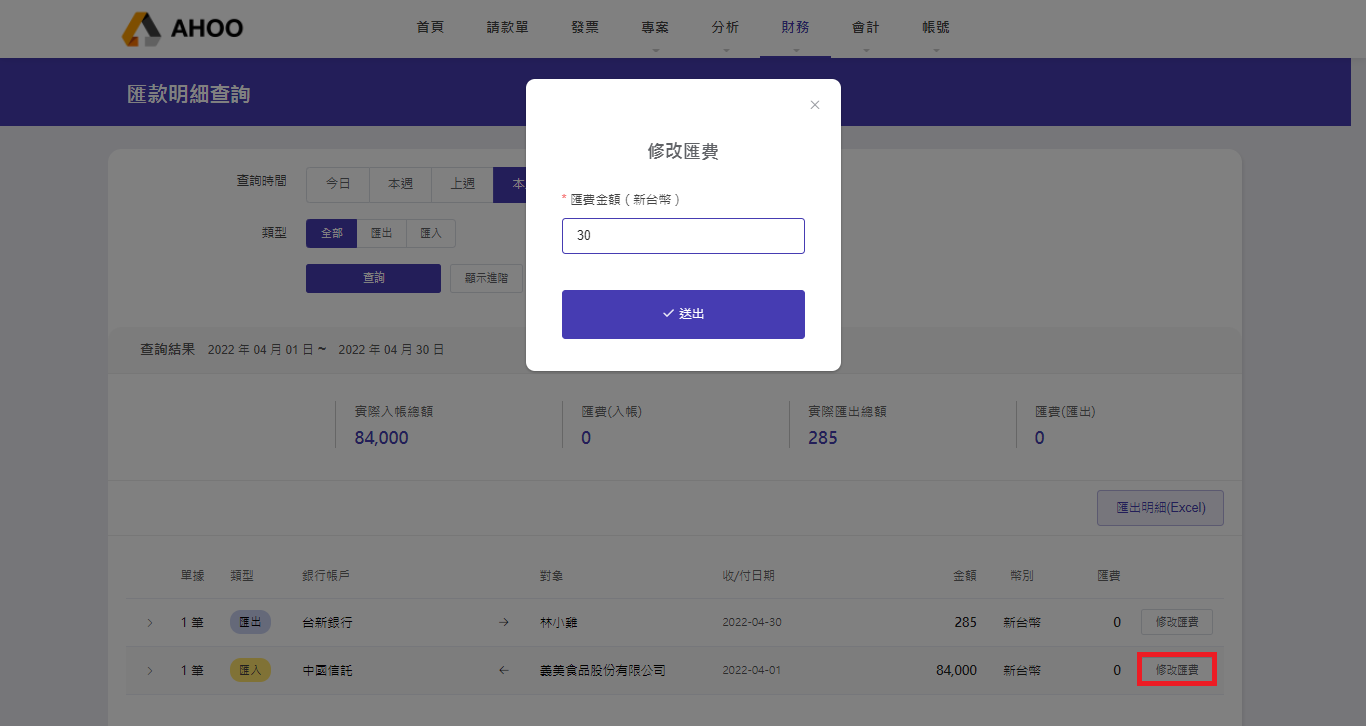 AHOO 首頁 請款單 發票 專案 分析 財務 會計 帳號
匯款明細查詢
×
修改匯費
* 匯費金額 ( 新台幣 )
30
✓ 送出
查詢時間 今日 本週 上週 本
類型 全部 匯出 匯入
查詢 顯示進階
查詢結果 2022 年 04 月 01 日 ~ 2022 年 04 月 30 日
實際入帳總額 匯費(入帳) 實際匯出總額 匯費(匯出)
84,000 0 285 0
匯出明細(Excel)
單據 類型 銀行帳戶 對象 收/付日期 金額 幣別 匯費
> 1 筆 匯出 台新銀行 → 林小雞 2022-04-30 285 新台幣 0 修改匯費
> 1 筆 匯入 中國信託 ← 義美食品股份有限公司 2022-04-01 84,000 新台幣 0 修改匯費